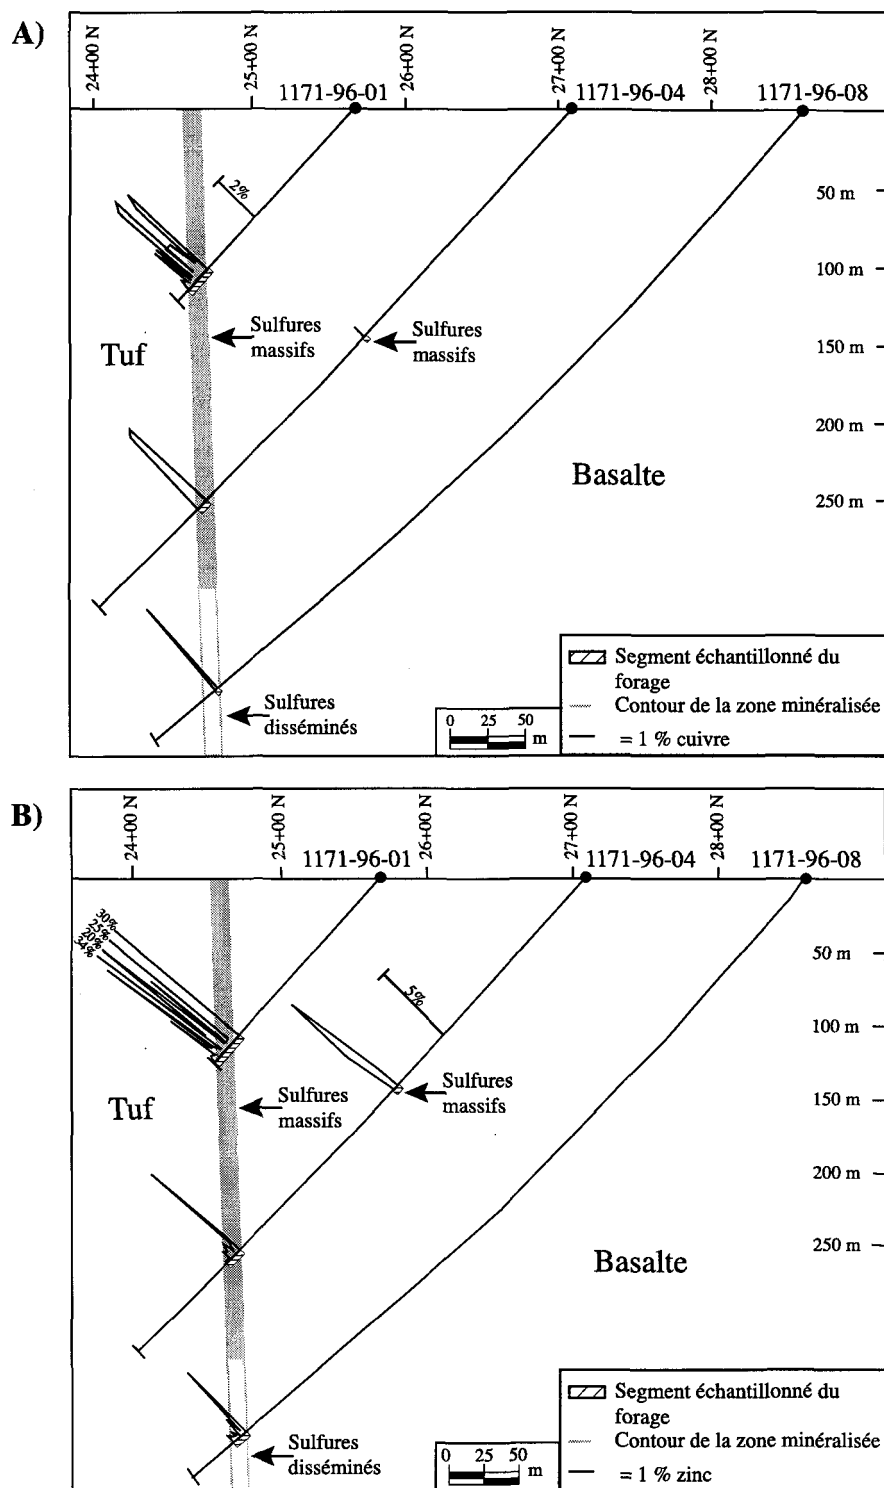 A)
24+00 N
25+00 N
26+00 N
27+00 N
28+00 N
1171-96-01
1171-96-04
1171-96-08
2%
50 m
100 m
150 m
200 m
250 m
Sulfures
massifs
Sulfures
massifs
Tuf
Basalte
Sulfures
disséminés
0 25 50
m
Segment échantillonné du
forage
Contour de la zone minéralisée
= 1 % cuivre
B)
24+00 N
25+00 N
26+00 N
27+00 N
28+00 N
1171-96-01
1171-96-04
1171-96-08
30%
25%
20%
34%
5%
50 m
100 m
150 m
200 m
250 m
Sulfures
massifs
Sulfures
massifs
Tuf
Basalte
Sulfures
disséminés
0 25 50
m
Segment échantillonné du
forage
Contour de la zone minéralisée
= 1 % zinc